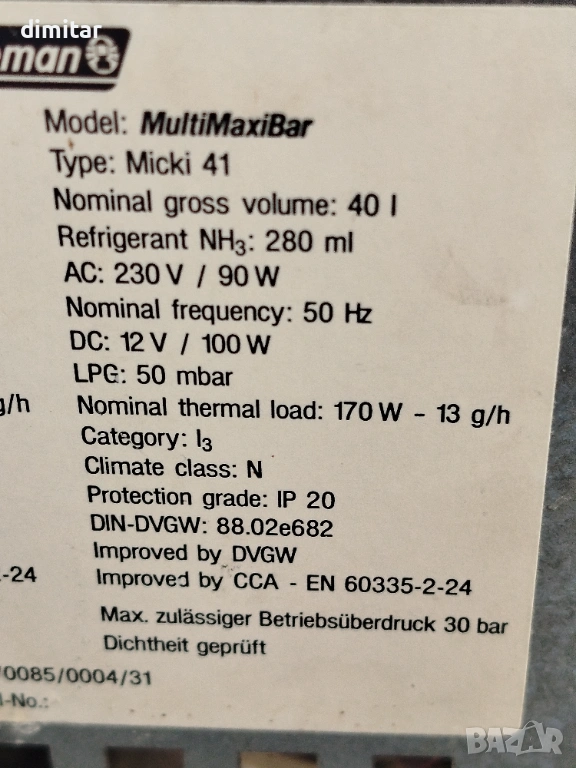 dimitar
eman
Model: MultiMaxiBar
Type: Micki 41
Nominal gross volume: 40 l
Refrigerant NH₃: 280 ml
AC: 230 V / 90 W
Nominal frequency: 50 Hz
DC: 12 V / 100 W
LPG: 50 mbar
g/h Nominal thermal load: 170 W - 13 g/h
Category: I₃
Climate class: N
Protection grade: IP 20
DIN-DVGW: 88.02e682
Improved by DVGW
-24 Improved by CCA - EN 60335-2-24
Max. zulässiger Betriebsüberdruck 30 bar
Dichtheit geprüft
/0085/0004/31
l-No.:
BAZAR